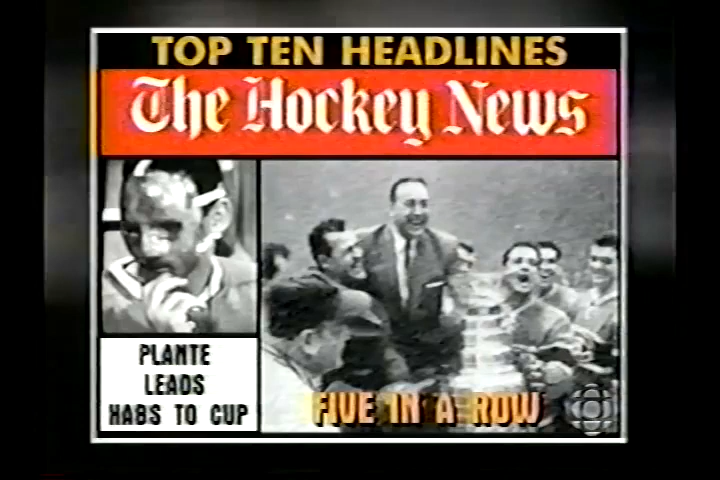 TOP TEN HEADLINES
The Hockey News
PLANTE
LEADS
HABS TO CUP
FIVE IN A ROW